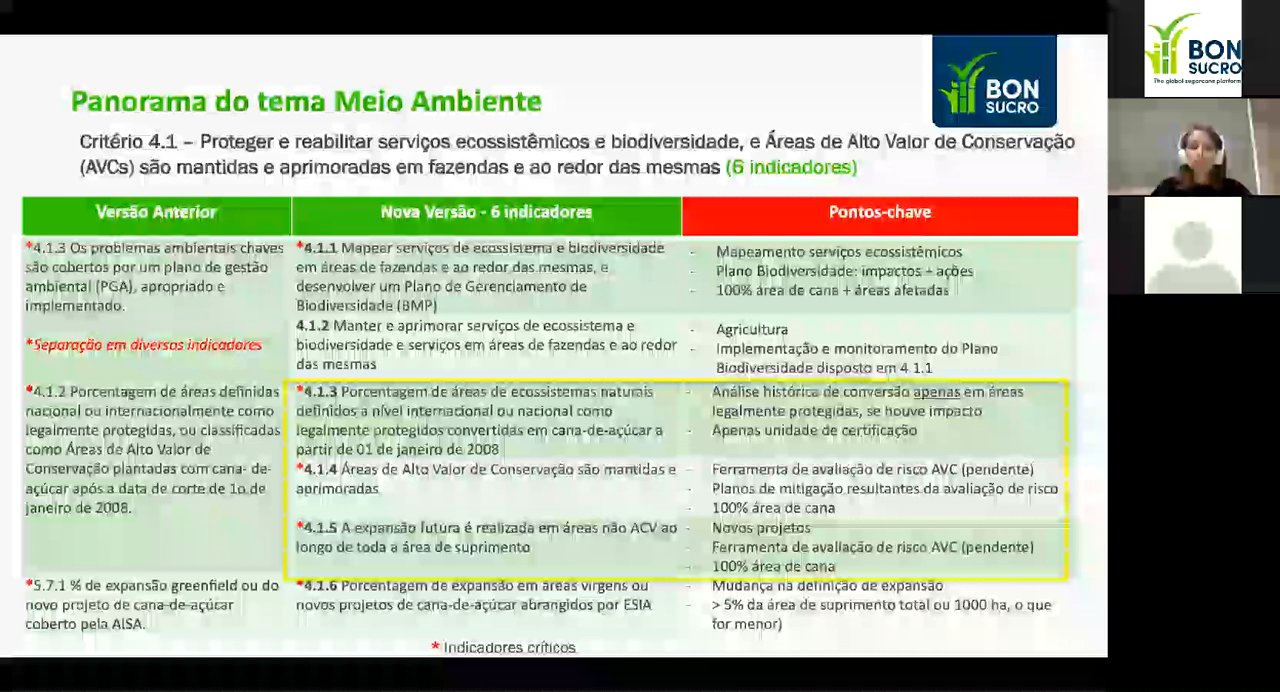 Panorama do tema Meio Ambiente
BON
SUCRO
Critério 4.1 – Proteger e reabilitar serviços ecossistêmicos e biodiversidade, e Áreas de Alto Valor de Conservação
(AVCs) são mantidas e aprimoradas em fazendas e ao redor das mesmas (6 indicadores)
Versão Anterior
*4.1.3 Os problemas ambientais chaves
são cobertos por um plano de gestão
ambiental (PGA), apropriado e
implementado.
*Separação em diversos indicadores
*4.1.2 Porcentagem de áreas definidas
nacional ou internacionalmente como
legalmente protegidas, ou classificadas
como Áreas de Alto Valor de
Conservação plantadas com cana- de-
açúcar após a data de corte de 1o de
janeiro de 2008.
*5.7.1 % de expansão greenfield ou do
novo projeto de cana-de-açúcar
coberto pela AISA.
Nova Versão - 6 indicadores
*4.1.1 Mapear serviços de ecossistema e biodiversidade
em áreas de fazendas e ao redor das mesmas, e
desenvolver um Plano de Gerenciamento de
Biodiversidade (BMP)
4.1.2 Manter e aprimorar serviços de ecossistema e
biodiversidade e serviços em áreas de fazendas e ao redor
das mesmas
*4.1.3 Porcentagem de áreas de ecossistemas naturais
definidos a nível internacional ou nacional como
legalmente protegidos convertidas em cana-de-açúcar a
partir de 01 de janeiro de 2008
*4.1.4 Áreas de Alto Valor de Conservação são mantidas e
aprimoradas
*4.1.5 A expansão futura é realizada em áreas não ACV ao
longo de toda a área de suprimento
*4.1.6 Porcentagem de expansão em áreas virgens ou
novos projetos de cana-de-açúcar abrangidos por ESIA
Pontos-chave
- Mapeamento serviços ecossistêmicos
- Plano Biodiversidade: impactos + ações
- 100% área de cana + áreas afetadas
- Agricultura
- Implementação e monitoramento do Plano
Biodiversidade disposto em 4.1.1
- Análise histórica de conversão apenas em áreas
legalmente protegidas, se houve impacto
- Apenas unidade de certificação
- Ferramenta de avaliação de risco AVC (pendente)
- Planos de mitigação resultantes da avaliação de risco
- 100% área de cana
- Novos projetos
- Ferramenta de avaliação de risco AVC (pendente)
- 100% área de cana
- Mudança na definição de expansão
- > 5% da área de suprimento total ou 1000 ha, o que
for menor)
* Indicadores críticos
BON
SUCRO
The global sugarcane platform